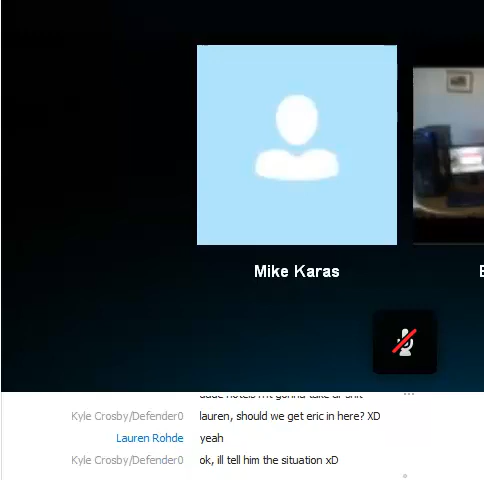 Mike Karas
E
Kyle Crosby/Defender0 lauren, should we get eric in here? XD
Lauren Rohde yeah
Kyle Crosby/Defender0 ok, ill tell him the situation xD